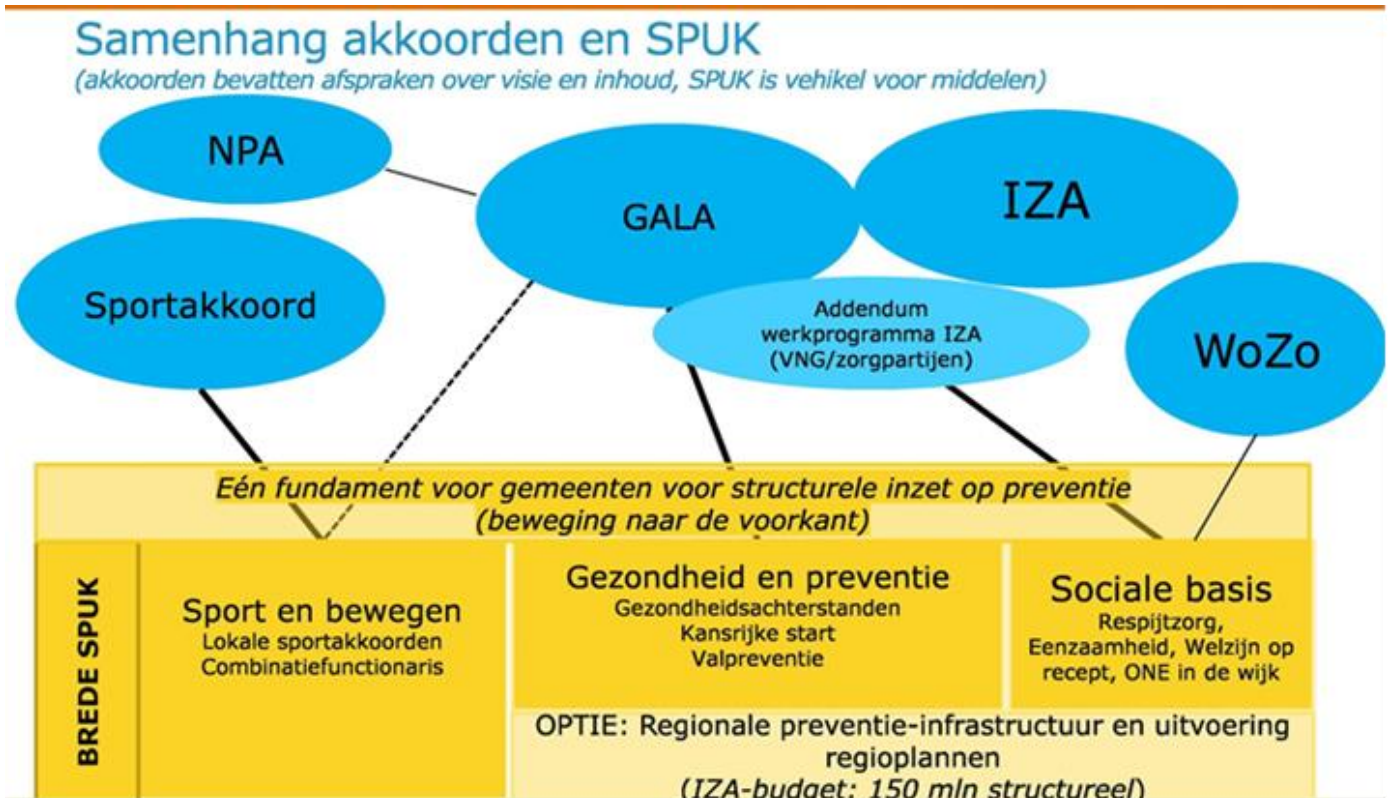 Samenhang akkoorden en SPUK
(akkoorden bevatten afspraken over visie en inhoud, SPUK is vehikel voor middelen)
NPA
GALA
IZA
Sportakkoord
Addendum
werkprogramma IZA
(VNG/zorgpartijen)
WoZo
Eén fundament voor gemeenten voor structurele inzet op preventie
(beweging naar de voorkant)
BREDE SPUK
Sport en bewegen
Lokale sportakkoorden
Combinatiefunctionaris
Gezondheid en preventie
Gezondheidsachterstanden
Kansrijke start
Valpreventie
Sociale basis
Respijtzorg,
Eenzaamheid, Welzijn op
recept, ONE in de wijk
OPTIE: Regionale preventie-infrastructuur en uitvoering
regioplannen
(IZA-budget: 150 mln structureel)